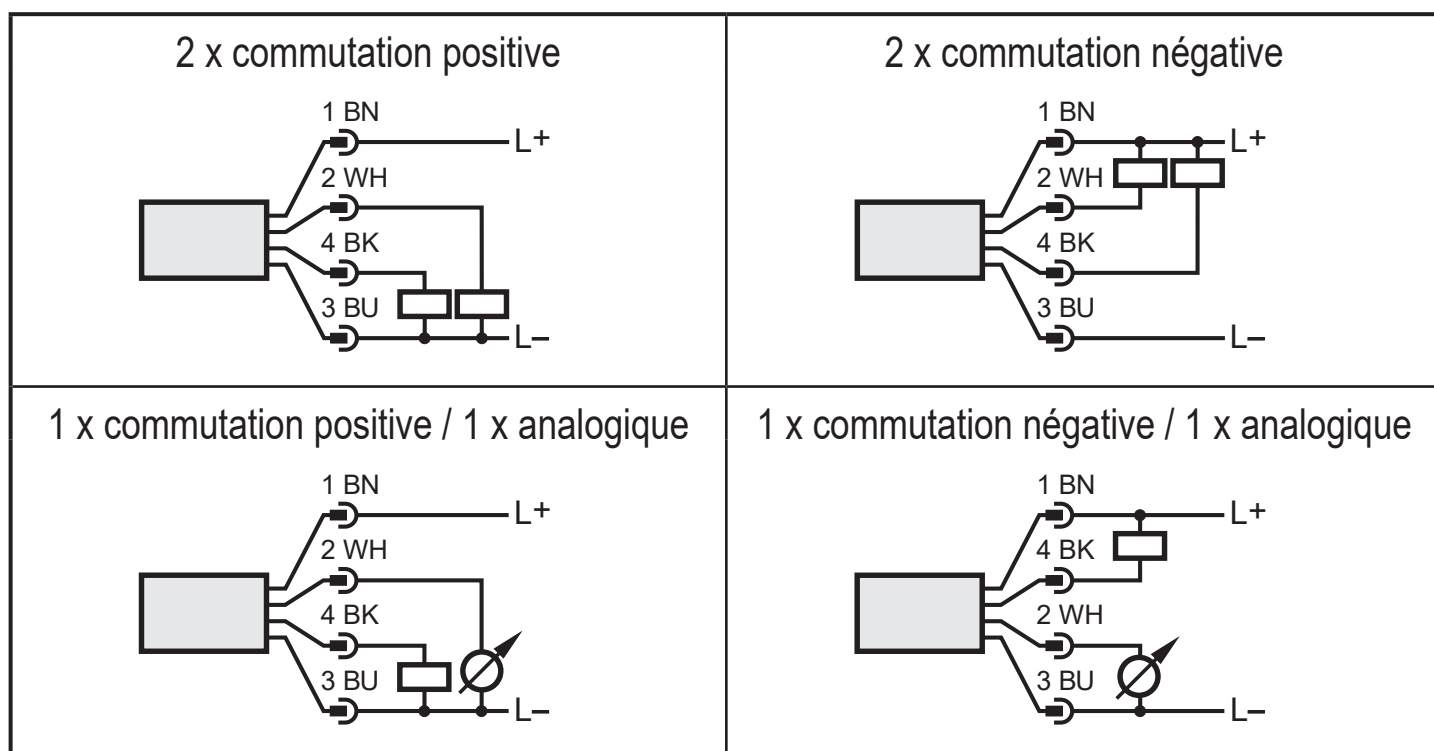 2 x commutation positive
1 BN
L+
2 WH
4 BK
3 BU
L–
2 x commutation négative
1 BN
L+
2 WH
4 BK
3 BU
L–
1 x commutation positive / 1 x analogique
1 BN
L+
2 WH
4 BK
3 BU
L–
1 x commutation négative / 1 x analogique
1 BN
L+
4 BK
2 WH
3 BU
L–